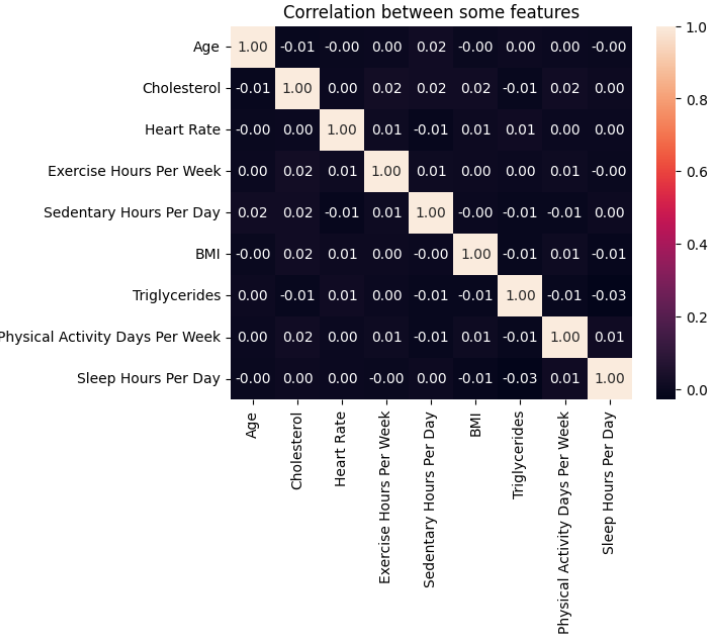 Correlation between some features
Age 1.00 -0.01 -0.00 0.00 0.02 -0.00 0.00 0.00 -0.00
Cholesterol -0.01 1.00 0.00 0.02 0.02 0.02 -0.01 0.02 0.00
Heart Rate -0.00 0.00 1.00 0.01 -0.01 0.01 0.01 0.00 0.00
Exercise Hours Per Week 0.00 0.02 0.01 1.00 0.01 0.00 0.00 0.01 -0.00
Sedentary Hours Per Day 0.02 0.02 -0.01 0.01 1.00 -0.00 -0.01 -0.01 0.00
BMI -0.00 0.02 0.01 0.00 -0.00 1.00 -0.01 0.01 -0.01
Triglycerides 0.00 -0.01 0.01 0.00 -0.01 -0.01 1.00 -0.01 -0.03
Physical Activity Days Per Week 0.00 0.02 0.00 0.01 -0.01 0.01 -0.01 1.00 0.01
Sleep Hours Per Day -0.00 0.00 0.00 -0.00 0.00 -0.01 -0.03 0.01 1.00
Age
Cholesterol
Heart Rate
Exercise Hours Per Week
Sedentary Hours Per Day
BMI
Triglycerides
Physical Activity Days Per Week
Sleep Hours Per Day
1.0
0.8
0.6
0.4
0.2
0.0